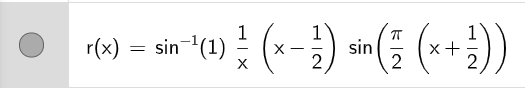 r(x) = sin⁻¹(1) 1/x (x − 1/2) sin(π/2 (x + 1/2))